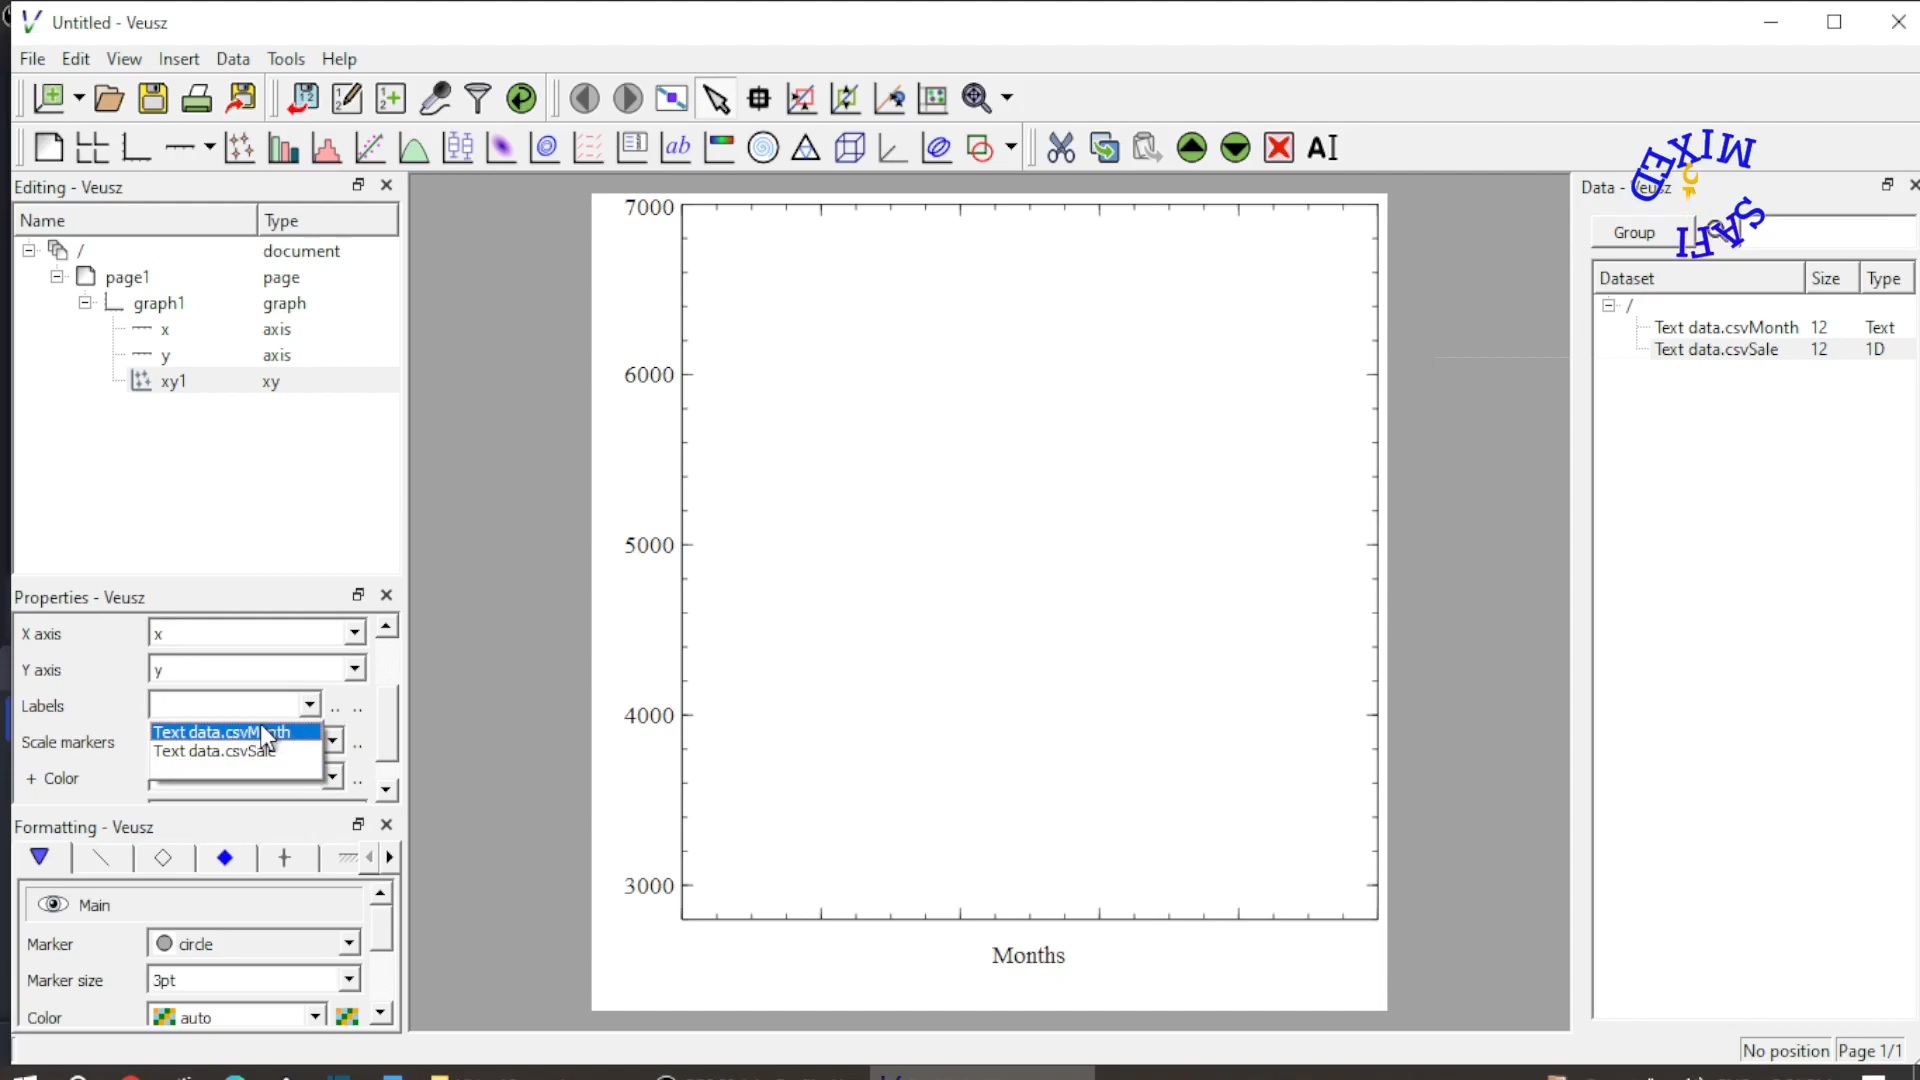 Untitled - Veusz
File Edit View Insert Data Tools Help
Editing - Veusz
Name Type
/ document
page1 page
graph1 graph
x axis
y axis
xy1 xy
Properties - Veusz
X axis x
Y axis y
Labels
Text data.csvMonth
Text data.csvSale
Scale markers
+ Color
Formatting - Veusz
Main
Marker circle
Marker size 3pt
Color auto
7000
6000
5000
4000
3000
Months
Data - Veusz
MIXED
SAFI
Group
Dataset Size Type
/
Text data.csvMonth 12 Text
Text data.csvSale 12 1D
No position Page 1/1